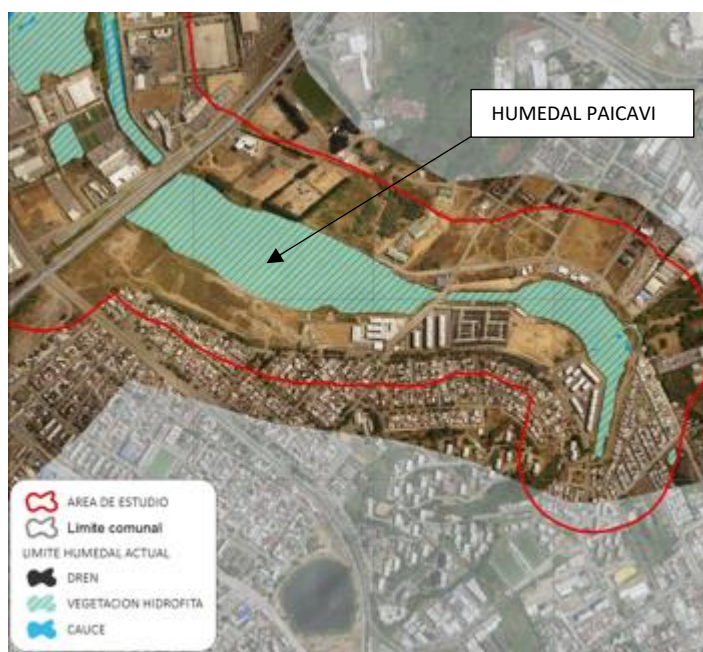 HUMEDAL PAICAVI
AREA DE ESTUDIO
Limite comunal
LIMITE HUMEDAL ACTUAL
DREN
VEGETACION HIDROFITA
CAUCE